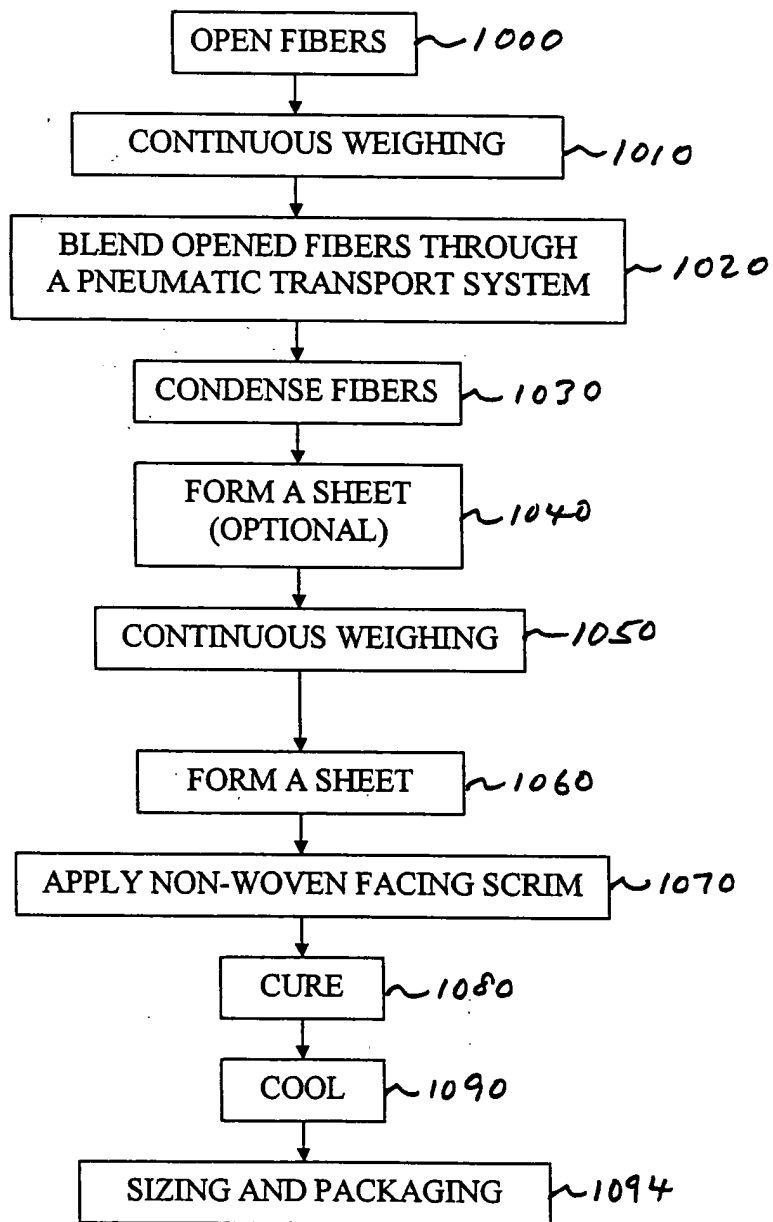 OPEN FIBERS 1000
CONTINUOUS WEIGHING 1010
BLEND OPENED FIBERS THROUGH
A PNEUMATIC TRANSPORT SYSTEM 1020
CONDENSE FIBERS 1030
FORM A SHEET
(OPTIONAL) 1040
CONTINUOUS WEIGHING 1050
FORM A SHEET 1060
APPLY NON-WOVEN FACING SCRIM 1070
CURE 1080
COOL 1090
SIZING AND PACKAGING 1094